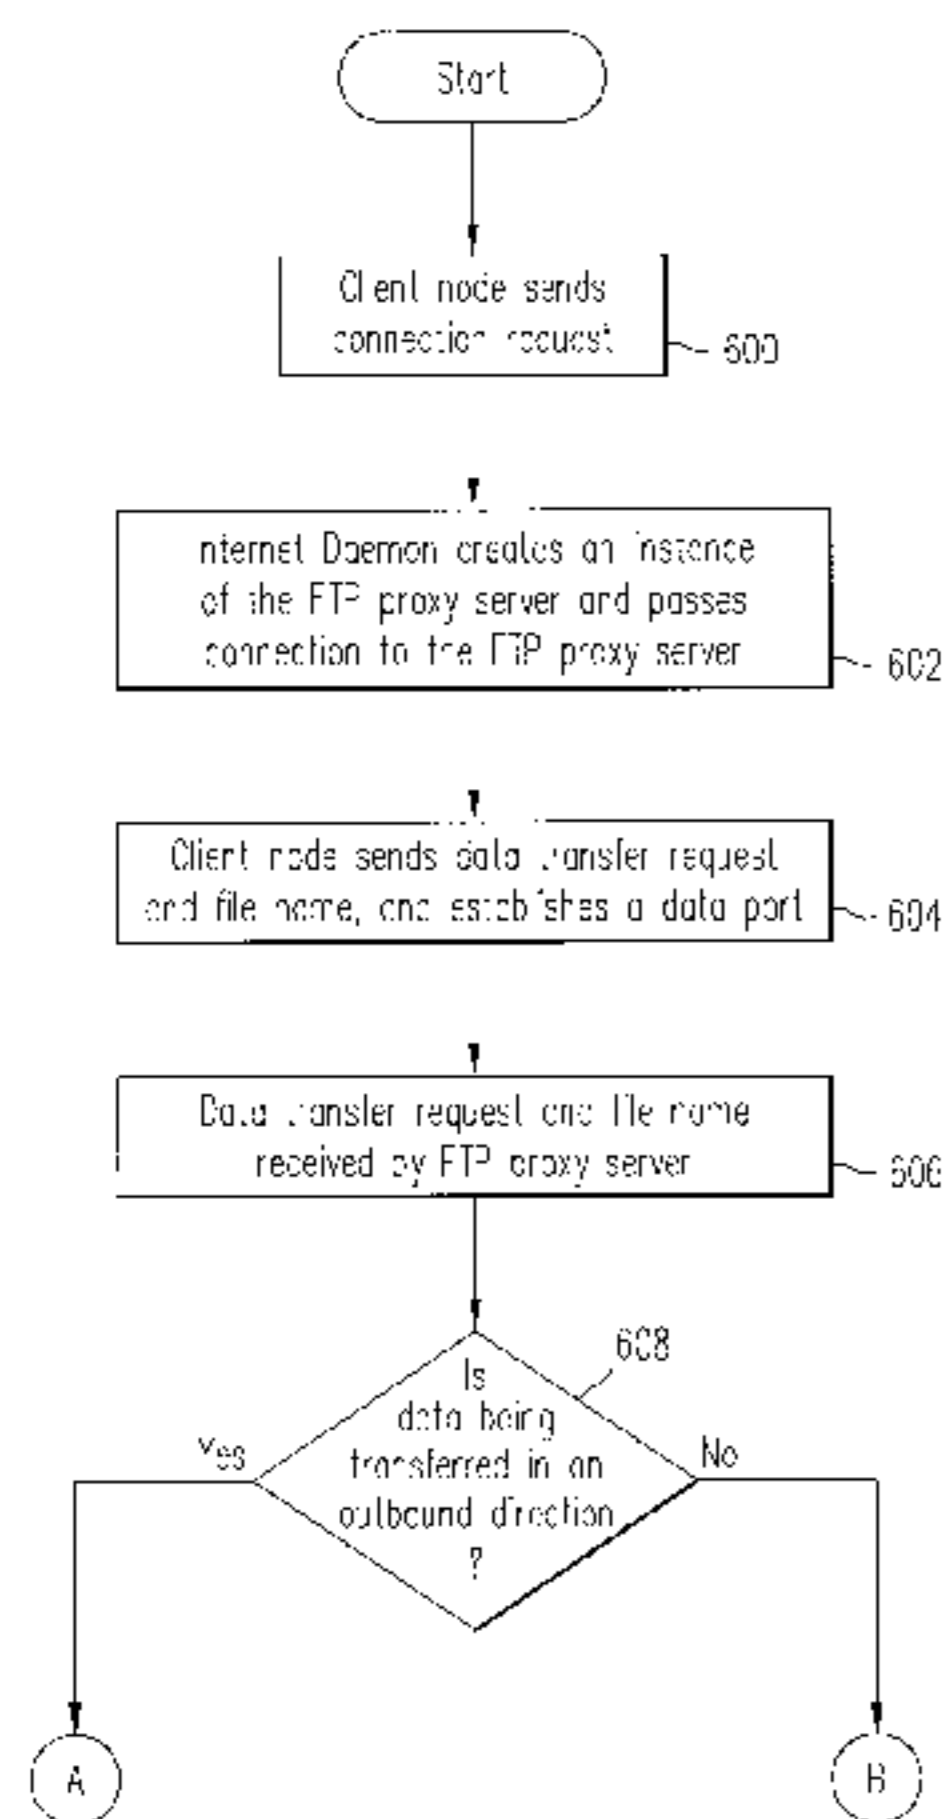 Start
Client node sends
connection request
600
Internet Daemon creates an instance
of the FTP proxy server and passes
connection to the FTP proxy server
602
Client node sends data transfer request
and file name, and establishes a data port
604
Data transfer request and file name
received by FTP proxy server
606
608
Is
data being
transferred in an
outbound direction
?
Yes
No
A
B